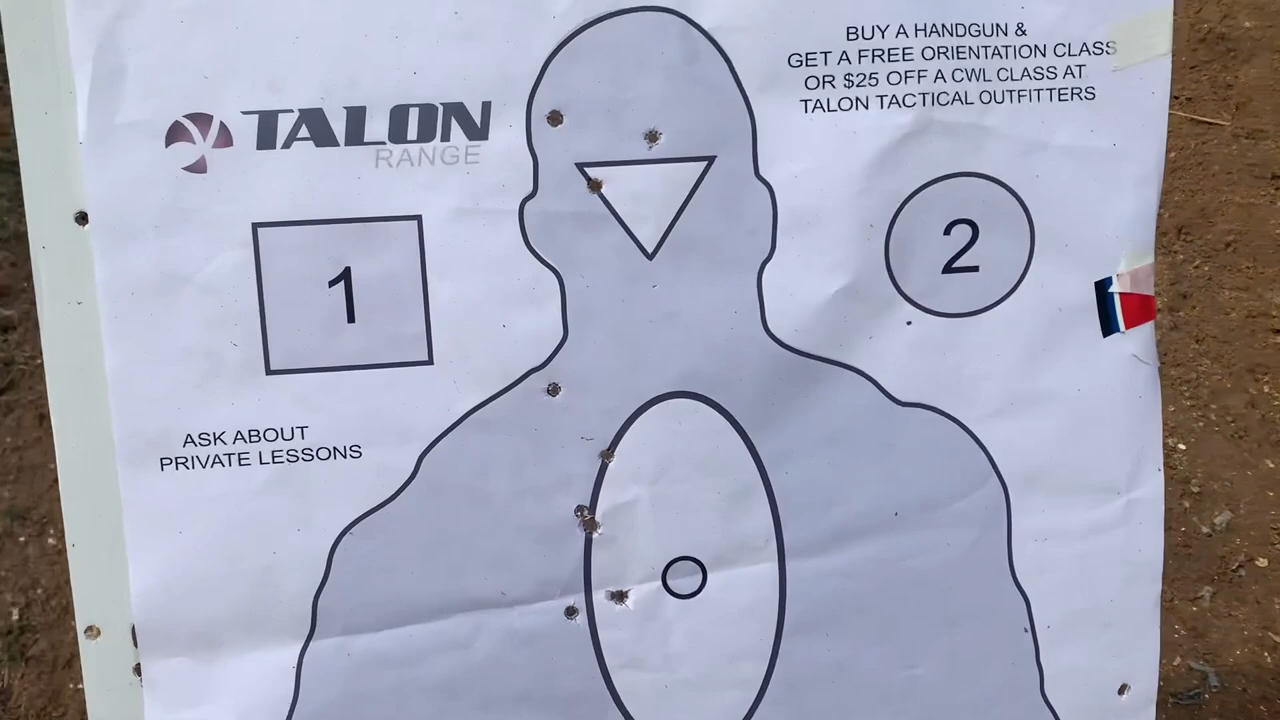 BUY A HANDGUN &
GET A FREE ORIENTATION CLASS
OR $25 OFF A CWL CLASS AT
TALON TACTICAL OUTFITTERS
TALON
RANGE
1
2
ASK ABOUT
PRIVATE LESSONS